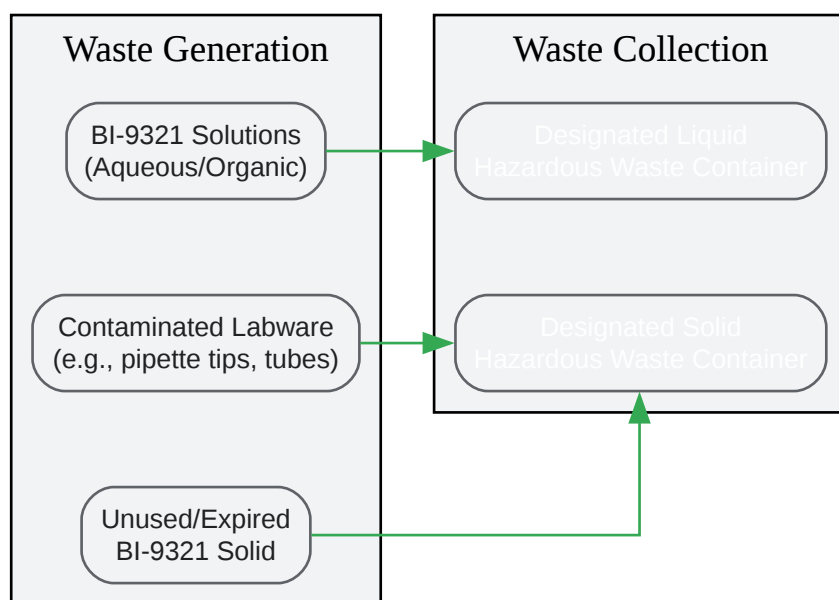 Waste Generation
BI-9321 Solutions
(Aqueous/Organic)
Contaminated Labware
(e.g., pipette tips, tubes)
Unused/Expired
BI-9321 Solid
Waste Collection
Designated Liquid
Hazardous Waste Container
Designated Solid
Hazardous Waste Container